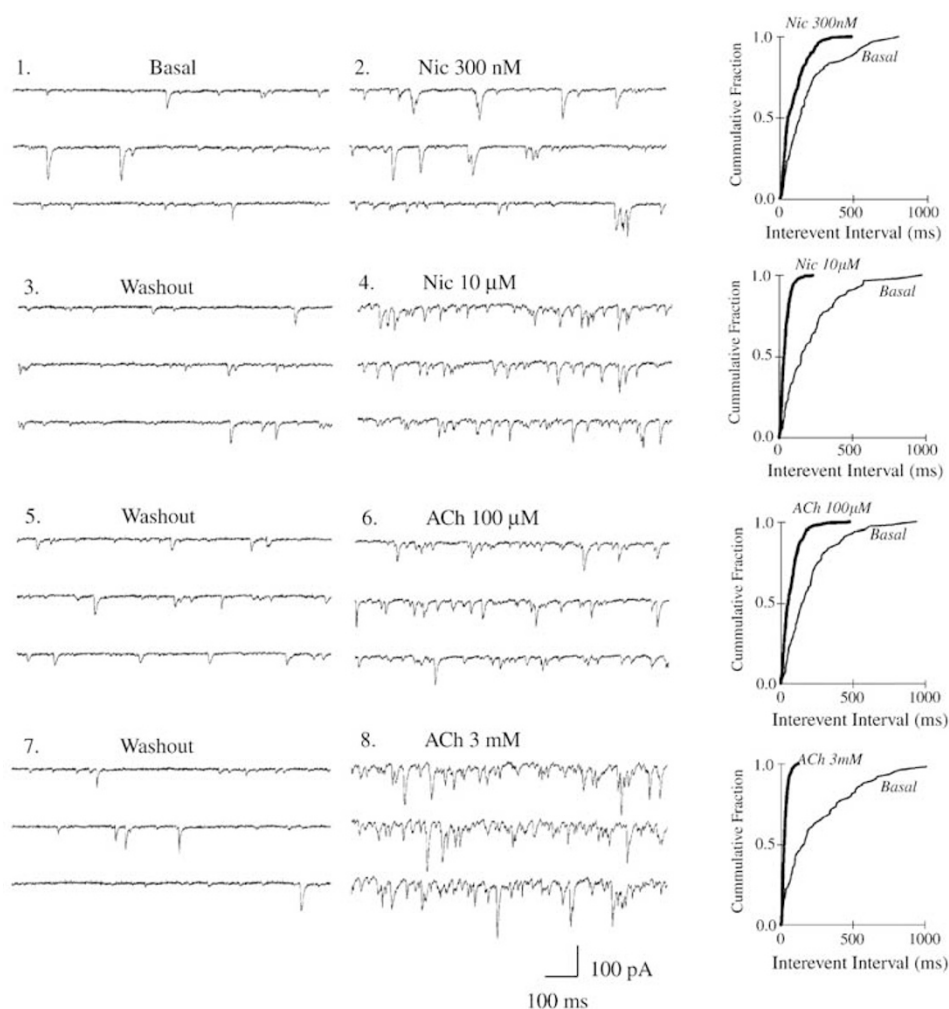 1. Basal
2. Nic 300 nM
Nic 300nM
Basal
Cummulative Fraction
1.0
0.5
0.0
0 500 1000
Interevent Interval (ms)
3. Washout
4. Nic 10 μM
Nic 10μM
Basal
Cummulative Fraction
1.0
0.5
0.0
0 500 1000
Interevent Interval (ms)
5. Washout
6. ACh 100 μM
ACh 100μM
Basal
Cummulative Fraction
1.0
0.5
0.0
0 500 1000
Interevent Interval (ms)
7. Washout
8. ACh 3 mM
ACh 3mM
Basal
Cummulative Fraction
1.0
0.5
0.0
0 500 1000
Interevent Interval (ms)
100 pA
100 ms